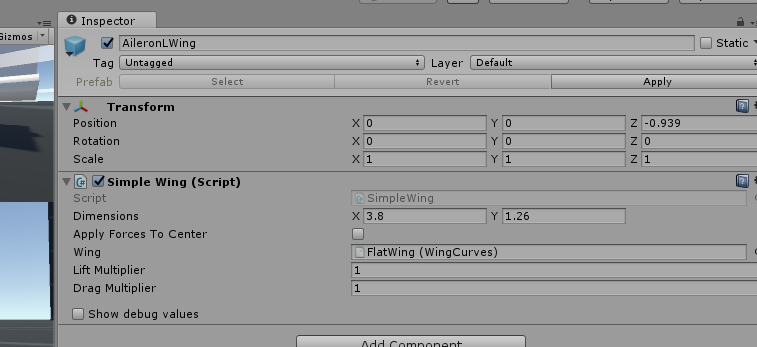 Inspector
Gizmos
AileronLWing Static
Tag Untagged Layer Default
Prefab Select Revert Apply
Transform
Position X 0 Y 0 Z -0.939
Rotation X 0 Y 0 Z 0
Scale X 1 Y 1 Z 1
Simple Wing (Script)
Script SimpleWing
Dimensions X 3.8 Y 1.26
Apply Forces To Center
Wing FlatWing (WingCurves)
Lift Multiplier 1
Drag Multiplier 1
Show debug values
Add Component